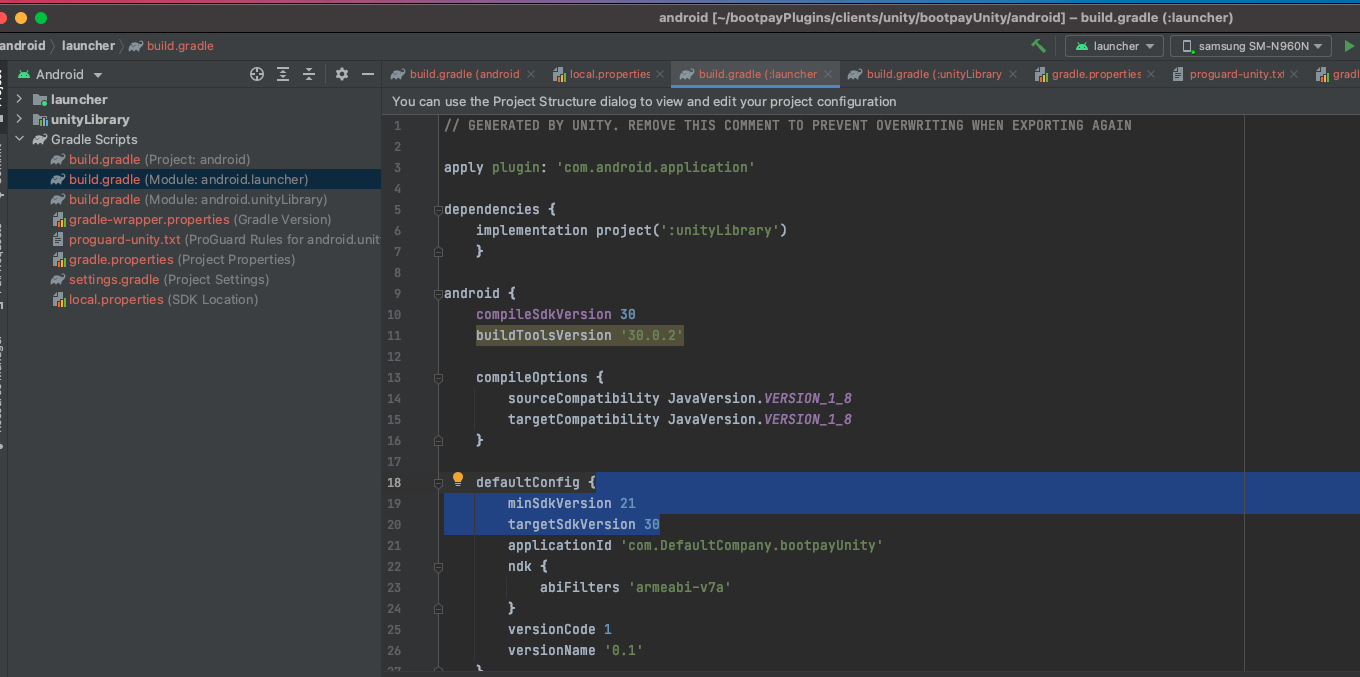 android [~/bootpayPlugins/clients/unity/bootpayUnity/android] – build.gradle (:launcher)
android launcher build.gradle
launcher
samsung SM-N960N
Android
build.gradle (android
local.properties
build.gradle (:launcher
build.gradle (:unityLibrary
gradle.properties
proguard-unity.txt
gradl
launcher
unityLibrary
Gradle Scripts
build.gradle (Project: android)
build.gradle (Module: android.launcher)
build.gradle (Module: android.unityLibrary)
gradle-wrapper.properties (Gradle Version)
proguard-unity.txt (ProGuard Rules for android.unit
gradle.properties (Project Properties)
settings.gradle (Project Settings)
local.properties (SDK Location)
You can use the Project Structure dialog to view and edit your project configuration
1 // GENERATED BY UNITY. REMOVE THIS COMMENT TO PREVENT OVERWRITING WHEN EXPORTING AGAIN
2
3 apply plugin: 'com.android.application'
4
5 dependencies {
6 implementation project(':unityLibrary')
7 }
8
9 android {
10 compileSdkVersion 30
11 buildToolsVersion '30.0.2'
12
13 compileOptions {
14 sourceCompatibility JavaVersion.VERSION_1_8
15 targetCompatibility JavaVersion.VERSION_1_8
16 }
17
18 defaultConfig {
19 minSdkVersion 21
20 targetSdkVersion 30
21 applicationId 'com.DefaultCompany.bootpayUnity'
22 ndk {
23 abiFilters 'armeabi-v7a'
24 }
25 versionCode 1
26 versionName '0.1'
27 }